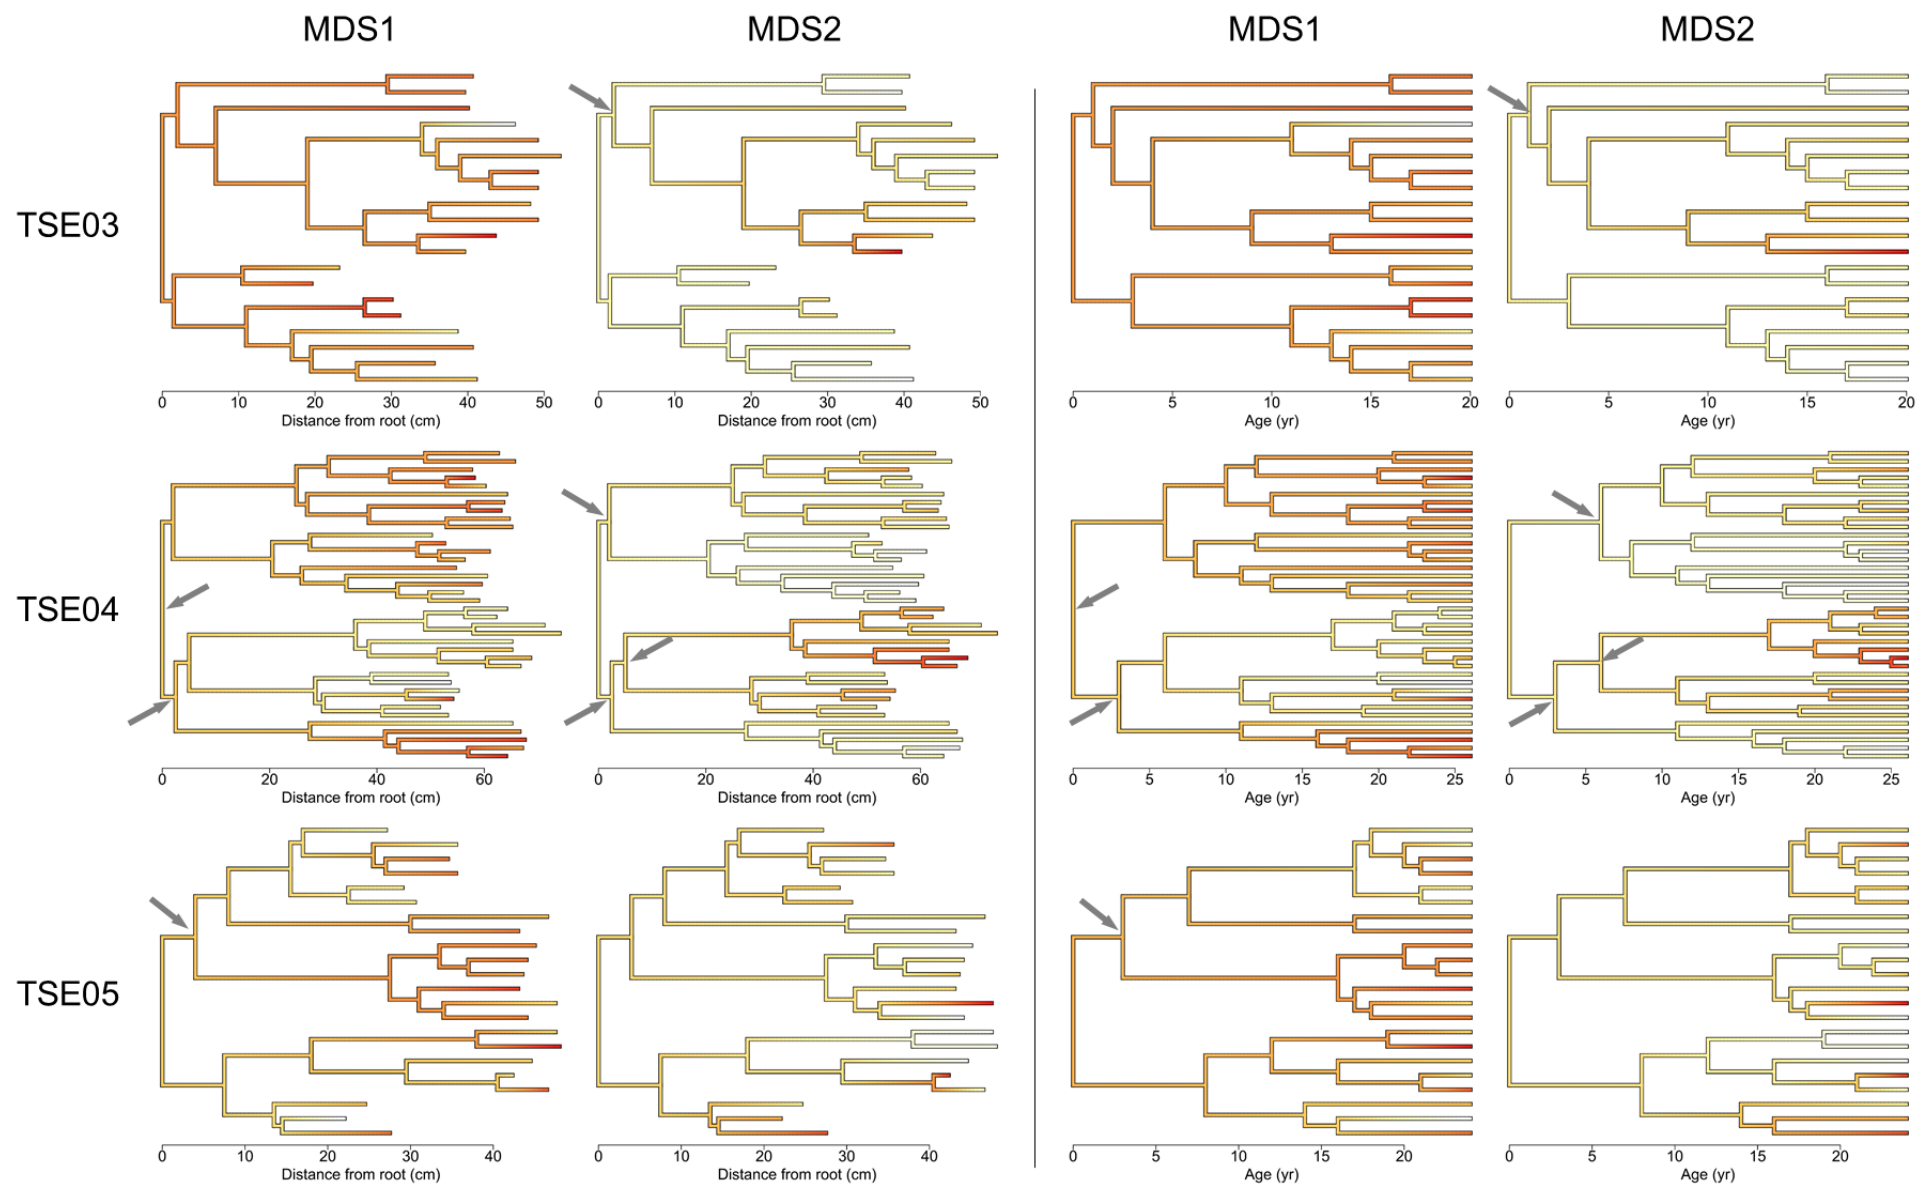 MDS1 MDS2 MDS1 MDS2
TSE03
0 10 20 30 40 50 0 10 20 30 40 50 0 5 10 15 20 0 5 10 15 20
Distance from root (cm) Distance from root (cm) Age (yr) Age (yr)
TSE04
0 20 40 60 0 20 40 60 0 5 10 15 20 25 0 5 10 15 20 25
Distance from root (cm) Distance from root (cm) Age (yr) Age (yr)
TSE05
0 10 20 30 40 0 10 20 30 40 0 5 10 15 20 0 5 10 15 20
Distance from root (cm) Distance from root (cm) Age (yr) Age (yr)